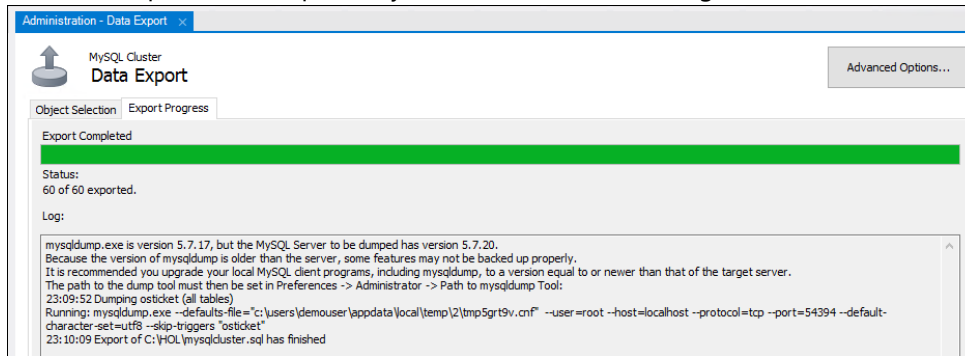 Administration - Data Export ×
MySQL Cluster
Data Export
Advanced Options...
Object Selection Export Progress
Export Completed
Status:
60 of 60 exported.
Log:
mysqldump.exe is version 5.7.17, but the MySQL Server to be dumped has version 5.7.20.
Because the version of mysqldump is older than the server, some features may not be backed up properly.
It is recommended you upgrade your local MySQL client programs, including mysqldump, to a version equal to or newer than that of the target server.
The path to the dump tool must then be set in Preferences -> Administrator -> Path to mysqldump Tool:
23:09:52 Dumping osticket (all tables)
Running: mysqldump.exe --defaults-file="c:\users\demouser\appdata\local\temp\2\tmp5grt9v.cnf" --user=root --host=localhost --protocol=tcp --port=54394 --default-
character-set=utf8 --skip-triggers "osticket"
23:10:09 Export of C:\HOL\mysqlcluster.sql has finished